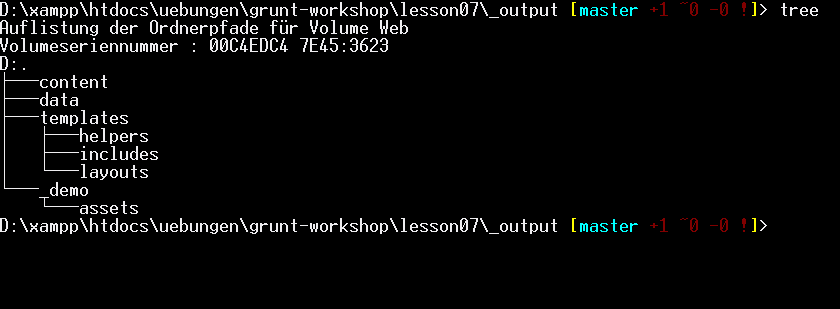 D:\xampp\htdocs\uebungen\grunt-workshop\lesson07\_output [master +1 ~0 -0 !]> tree
Auflistung der Ordnerpfade für Volume Web
Volumeseriennummer : 00C4EDC4 7E45:3623
D:.
├───content
├───data
├───templates
│   ├───helpers
│   ├───includes
│   └───layouts
└───_demo
    └───assets
D:\xampp\htdocs\uebungen\grunt-workshop\lesson07\_output [master +1 ~0 -0 !]>